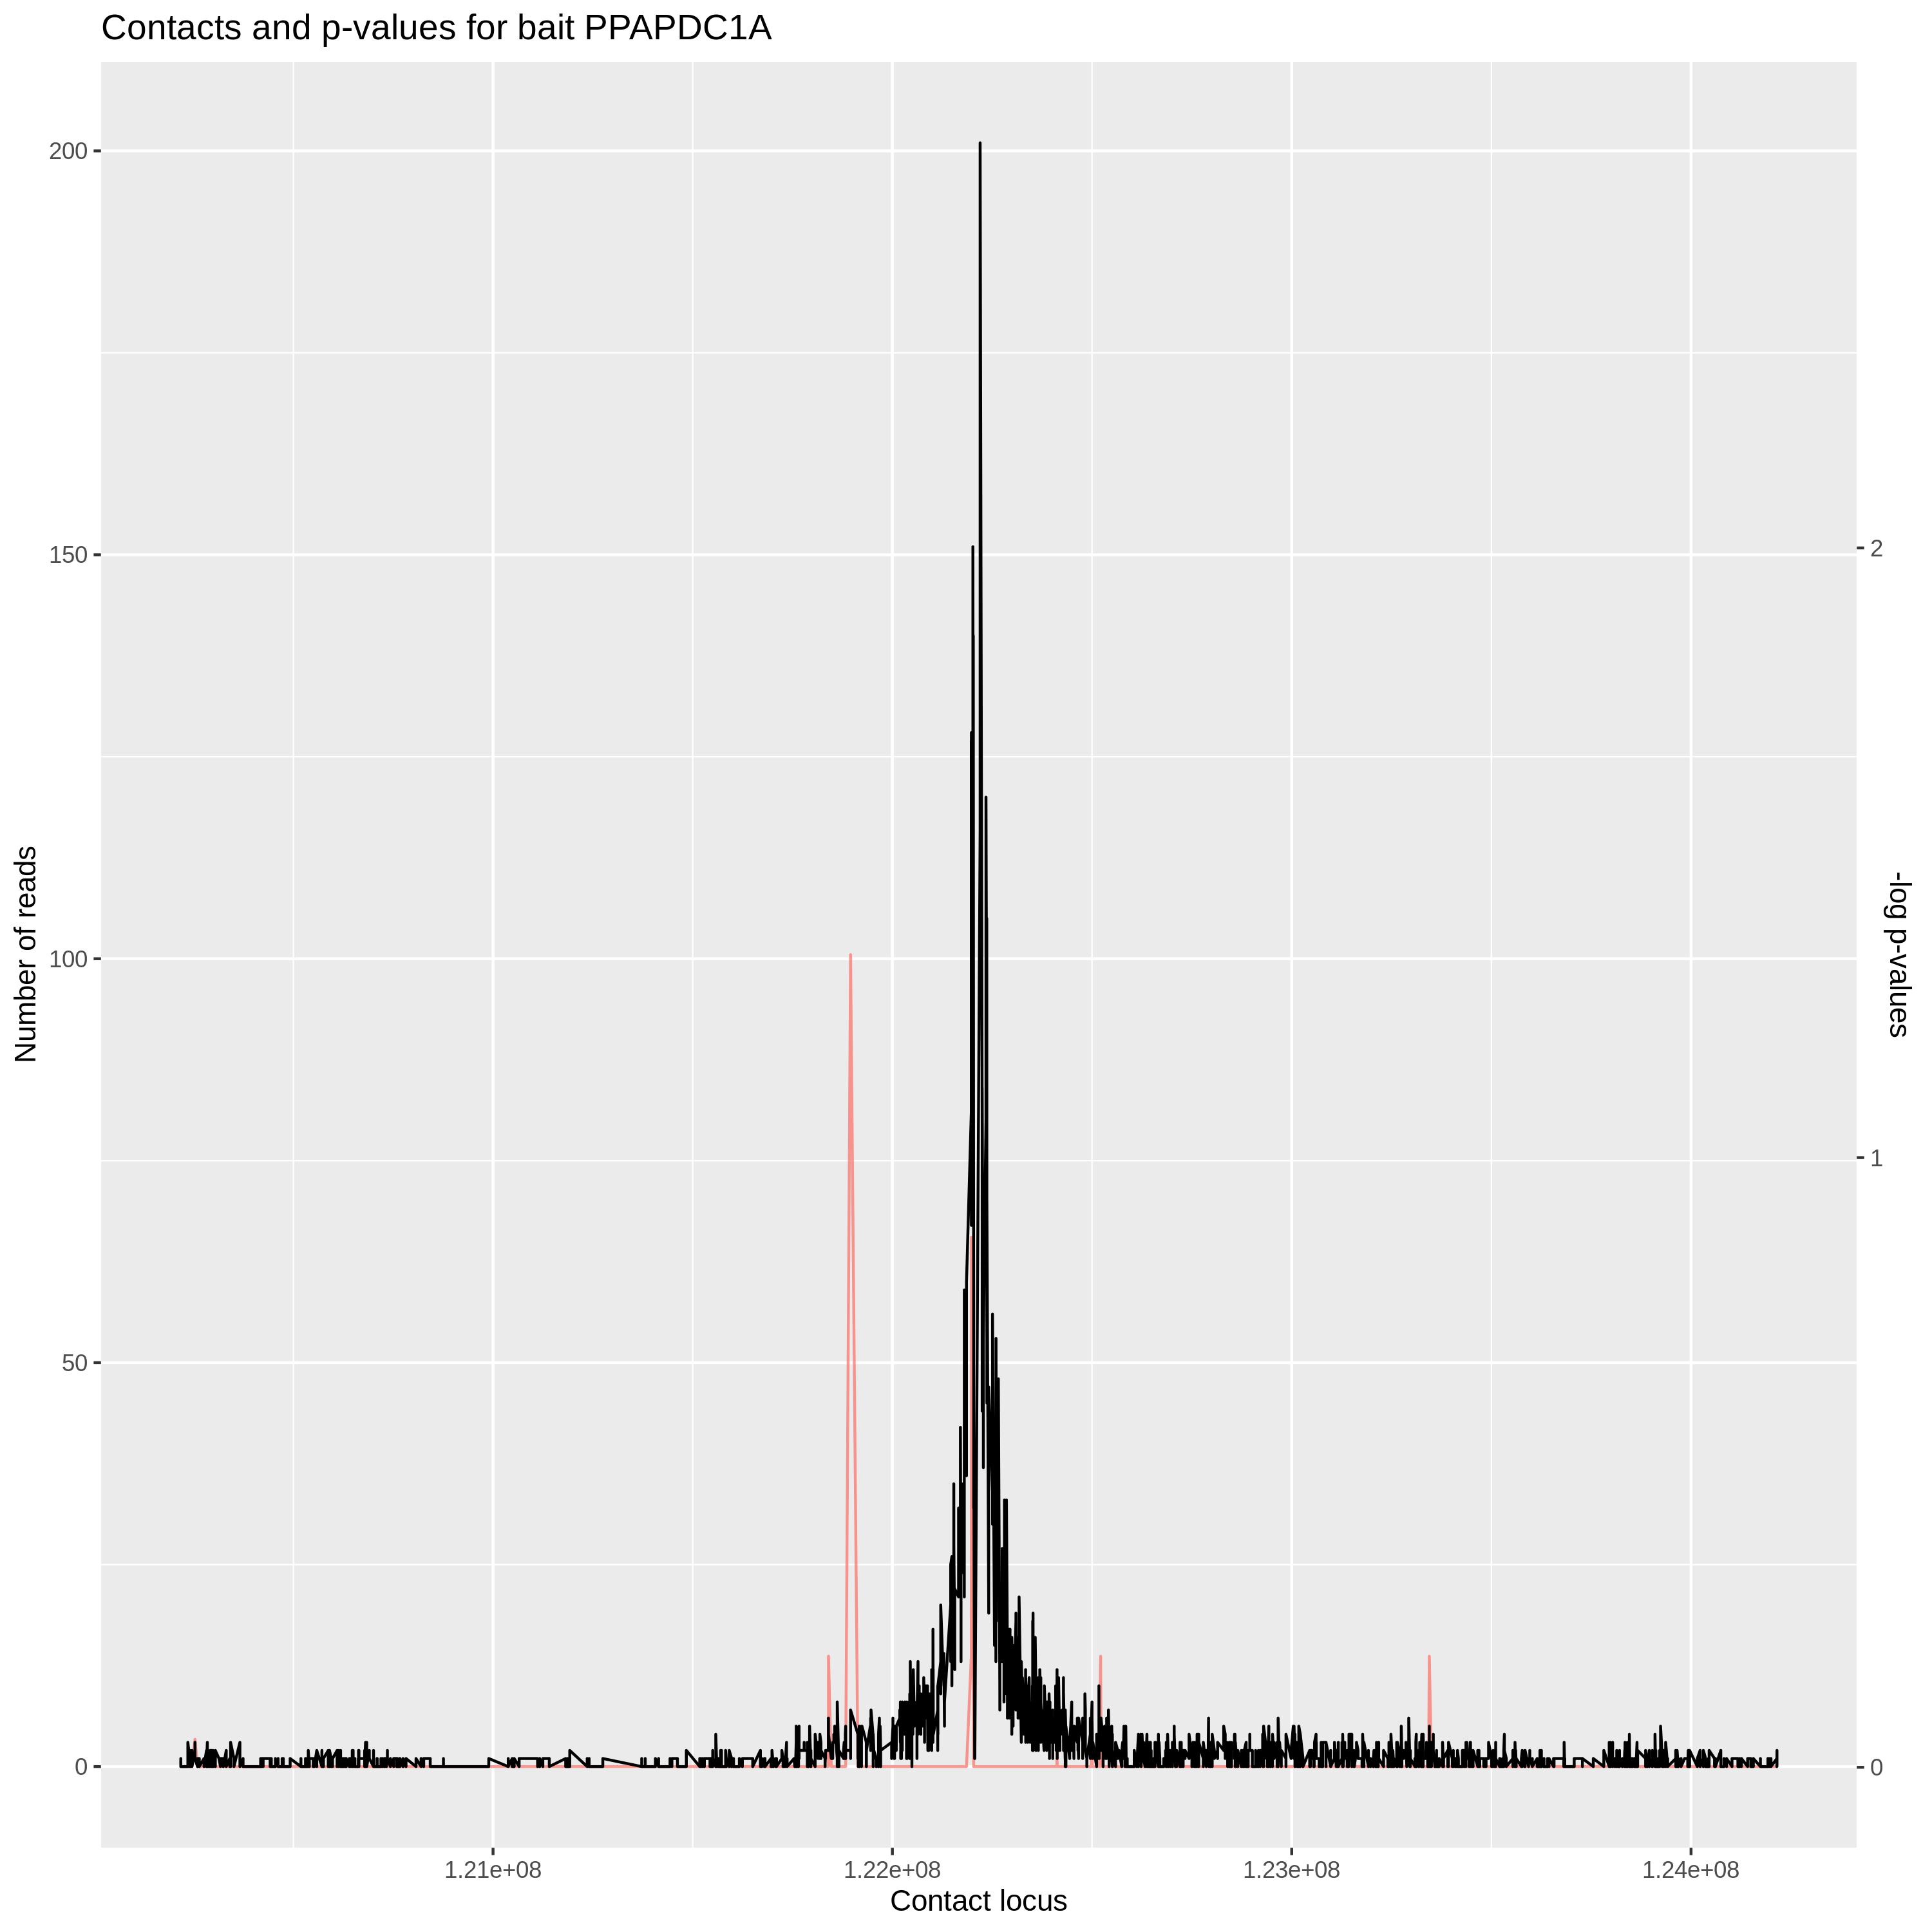 Contacts and p-values for bait PPAPDC1A
200
150
100
50
0
Number of reads
2
1
0
-log p-values
1.21e+08
1.22e+08
1.23e+08
1.24e+08
Contact locus